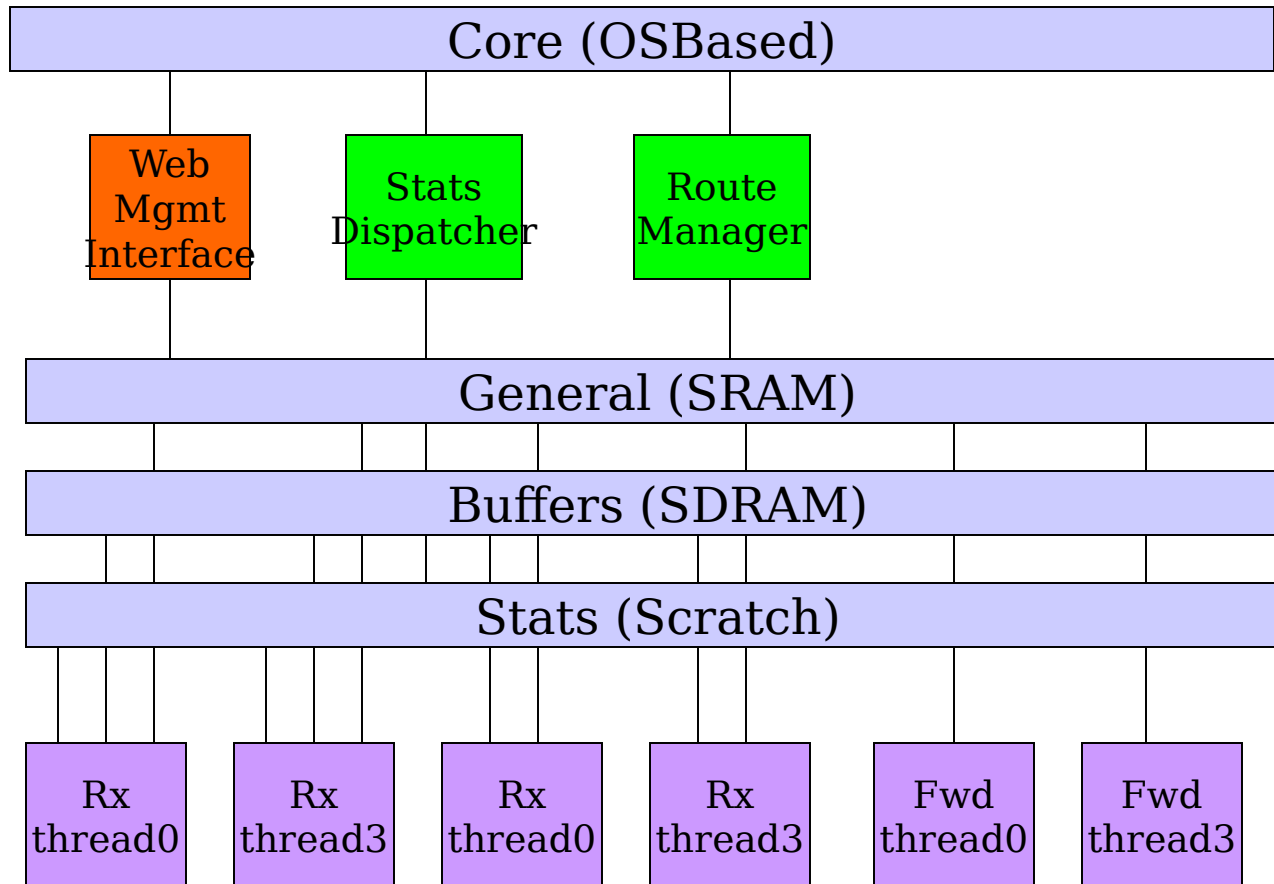 Core (OSBased)
Web
Mgmt
Interface
Stats
Dispatcher
Route
Manager
General (SRAM)
Buffers (SDRAM)
Stats (Scratch)
Rx
thread0
Rx
thread3
Rx
thread0
Rx
thread3
Fwd
thread0
Fwd
thread3